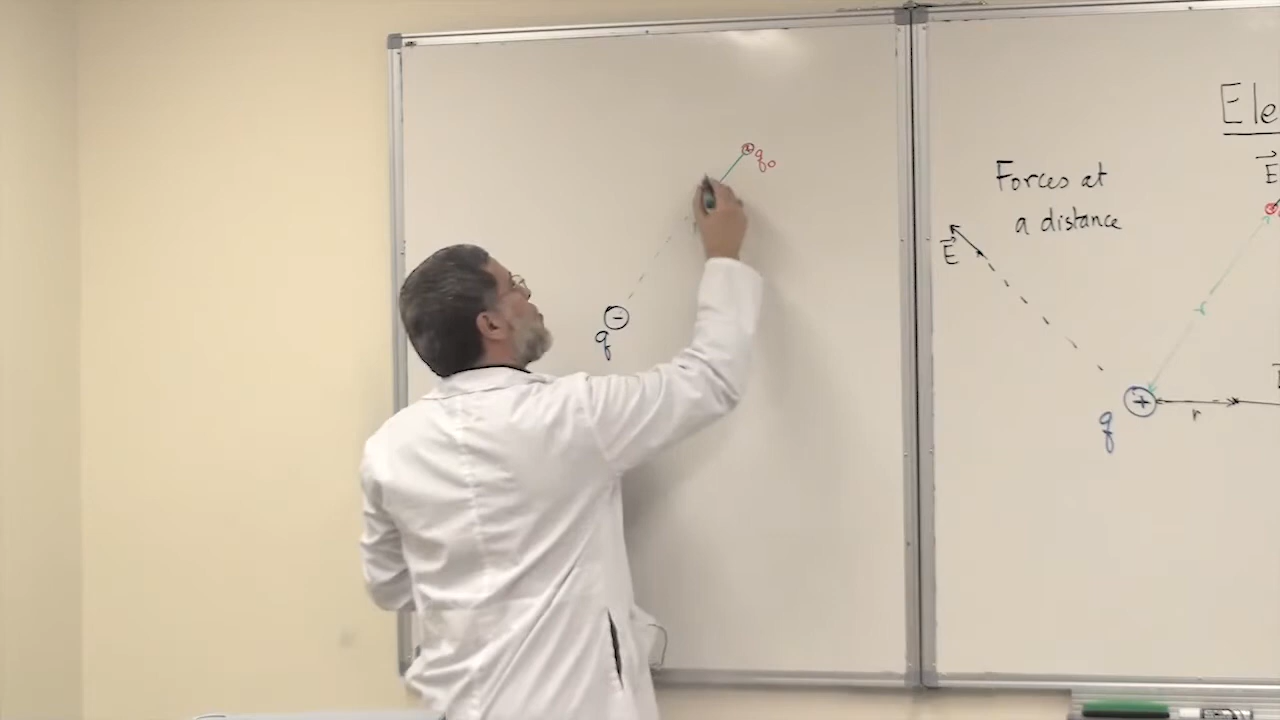 q₀
−
q
Forces at
a distance
E⃗
+
q
r
Ele
E⃗